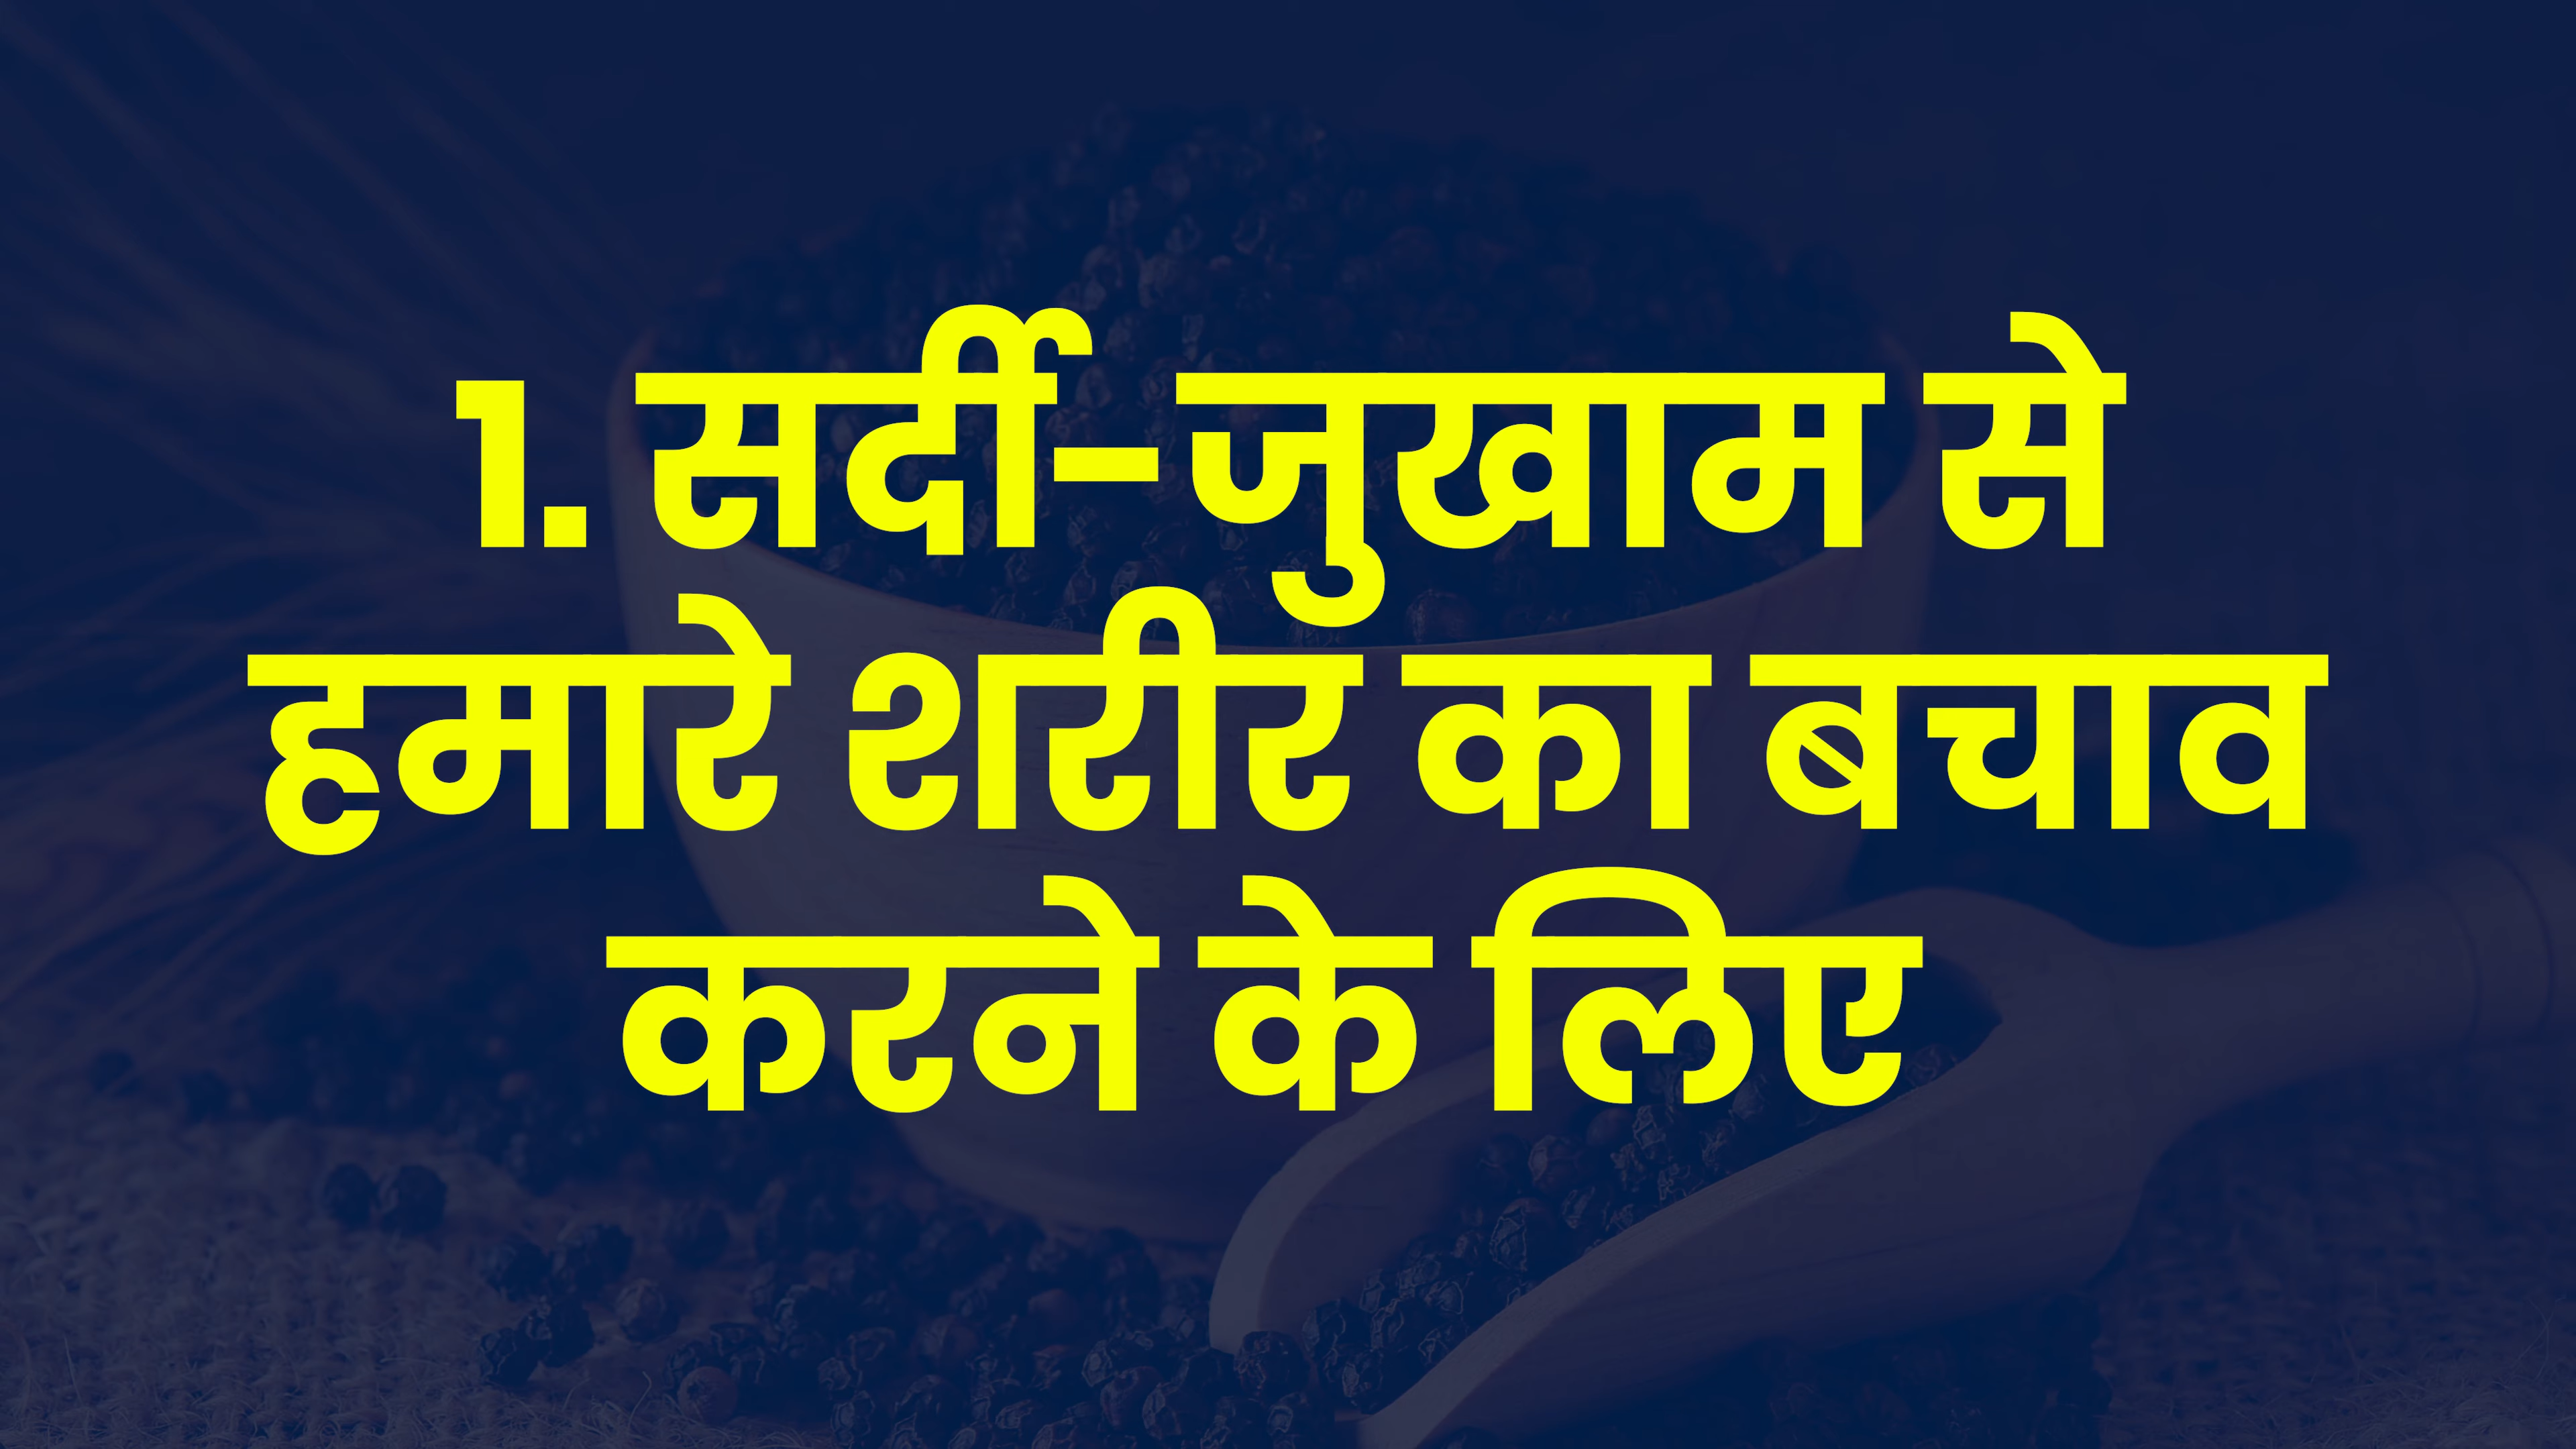 1. सर्दी-जुखाम से
हमारे शरीर का बचाव
करने के लिए